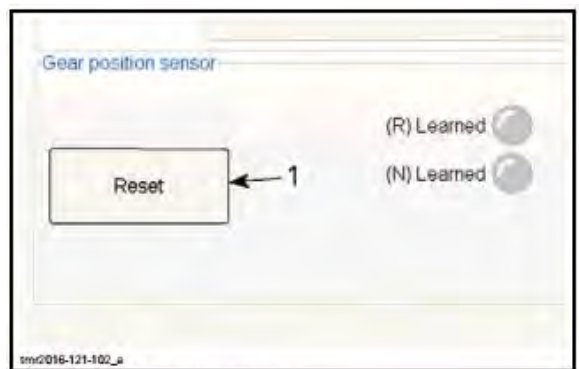 Gear position sensor
(R) Learned
Reset
1
(N) Learned
tmr2016-121-102_a